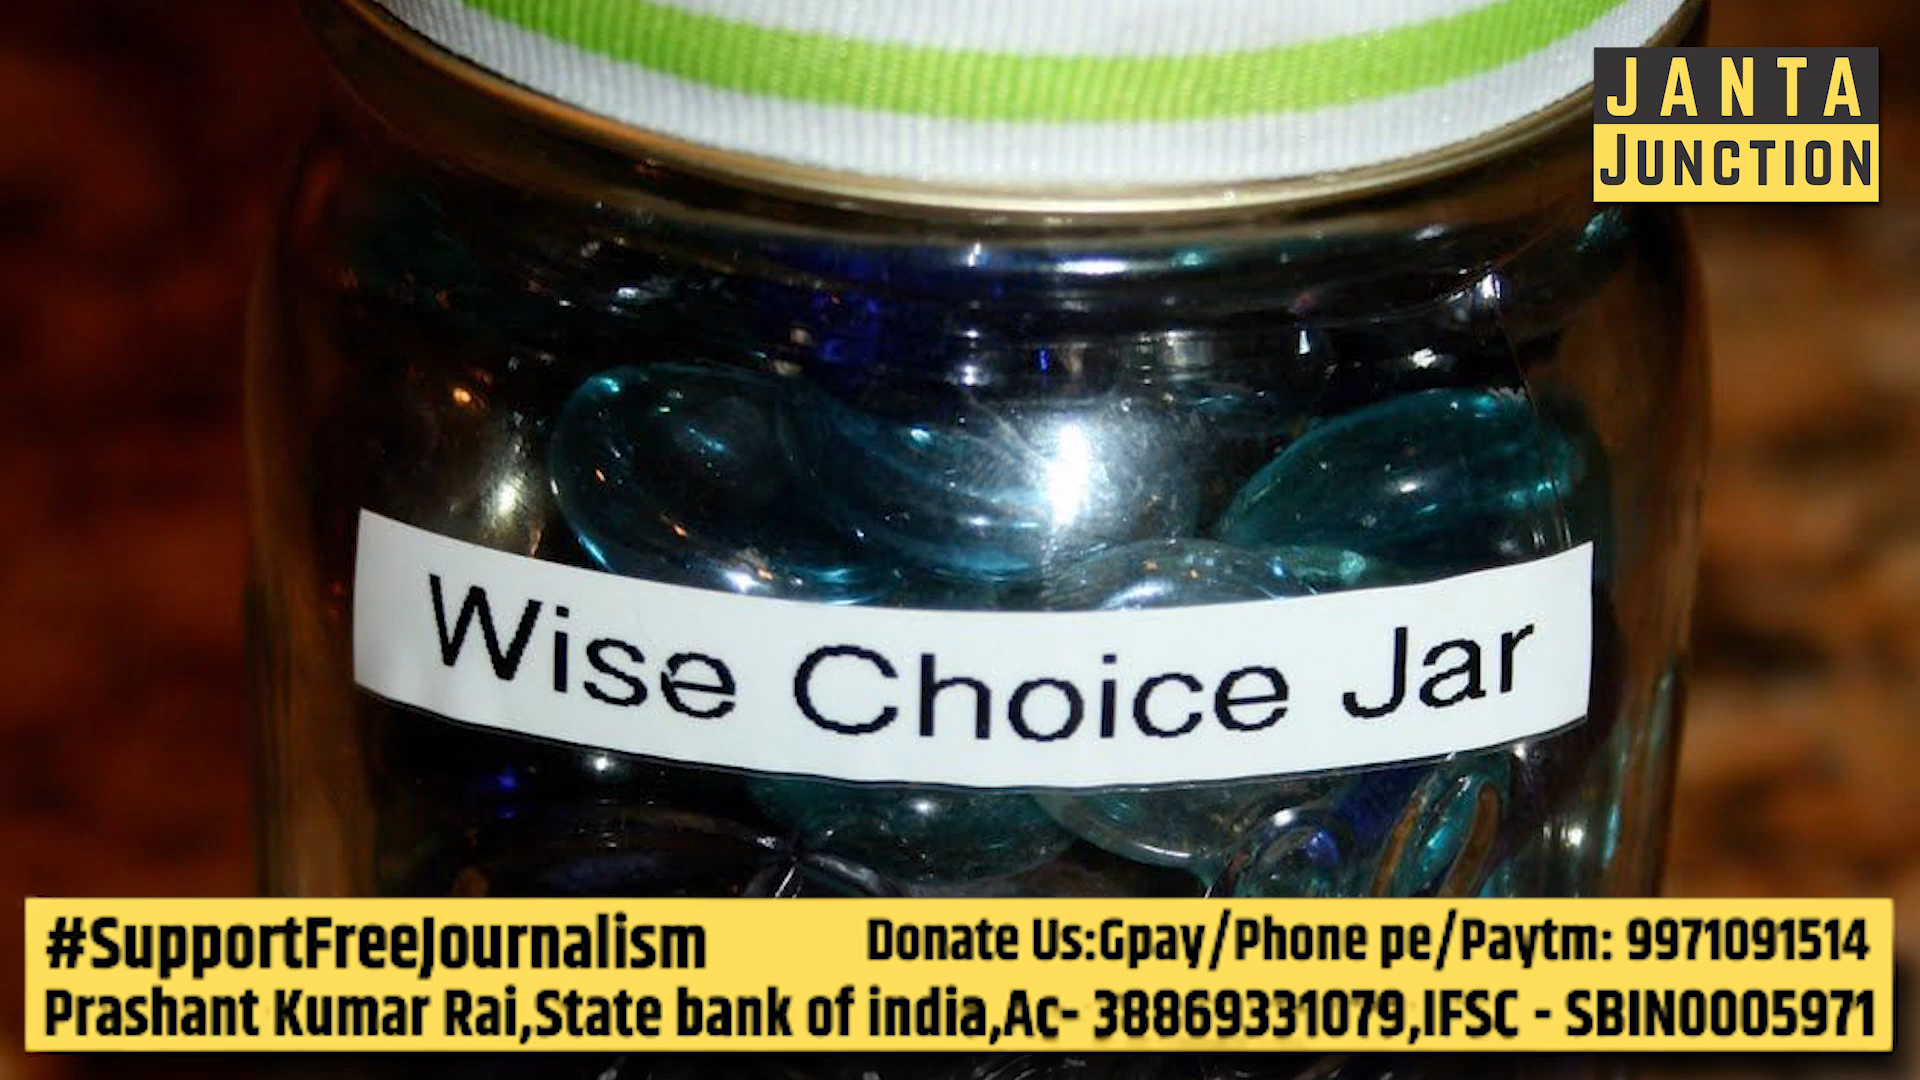 JANTA
JUNCTION
Wise Choice Jar
#SupportFreeJournalism
Donate Us:Gpay/Phone pe/Paytm: 9971091514
Prashant Kumar Rai,State bank of india,Ac- 38869331079,IFSC - SBIN0005971